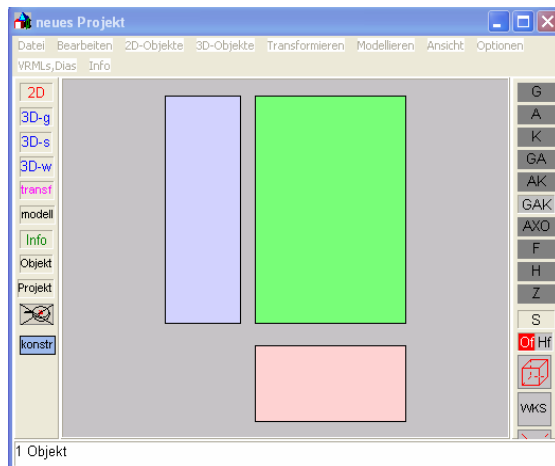 neues Projekt
Datei Bearbeiten 2D-Objekte 3D-Objekte Transformieren Modellieren Ansicht Optionen
VRMLs,Dias Info
2D
3D-g
3D-s
3D-w
transf
modell
Info
Objekt
Projekt
konstr
G
A
K
GA
AK
GAK
AXO
F
H
Z
S
Of Hf
WKS
1 Objekt